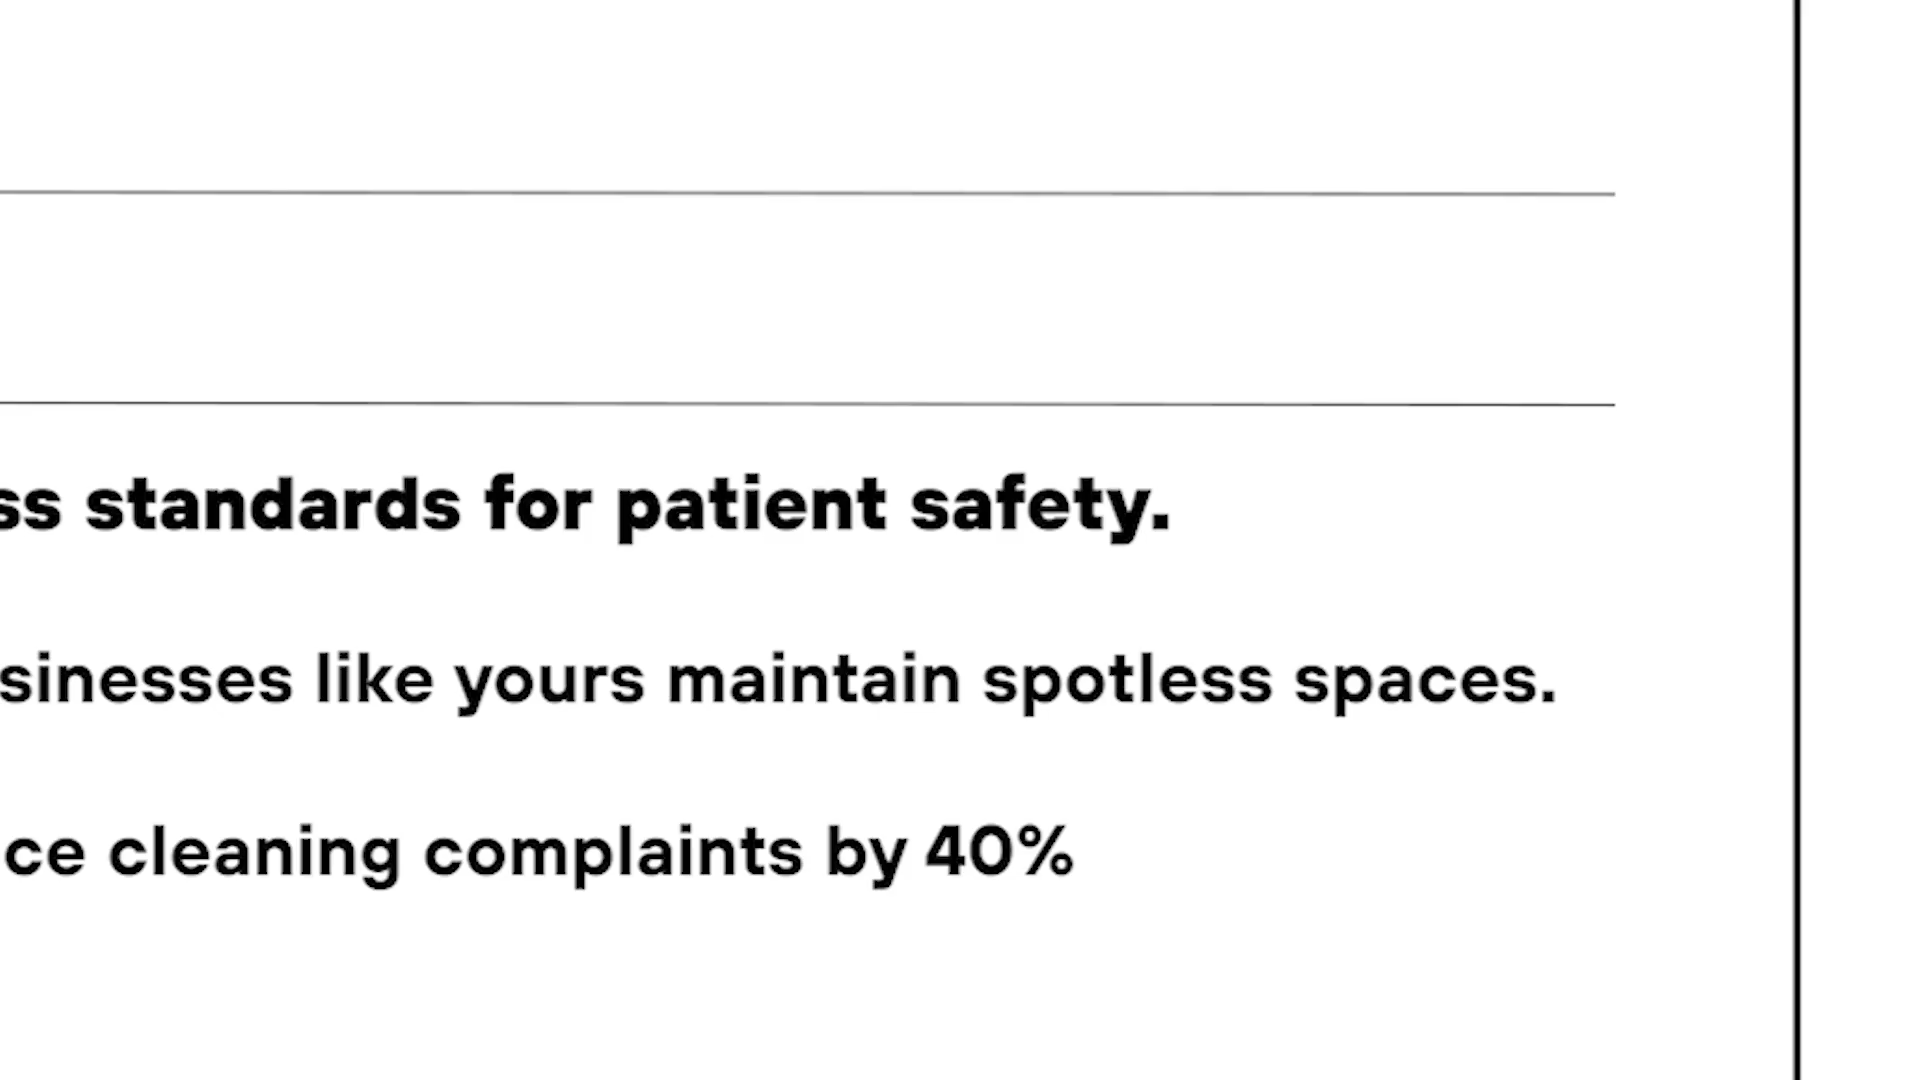 ss standards for patient safety.
sinesses like yours maintain spotless spaces.
ce cleaning complaints by 40%